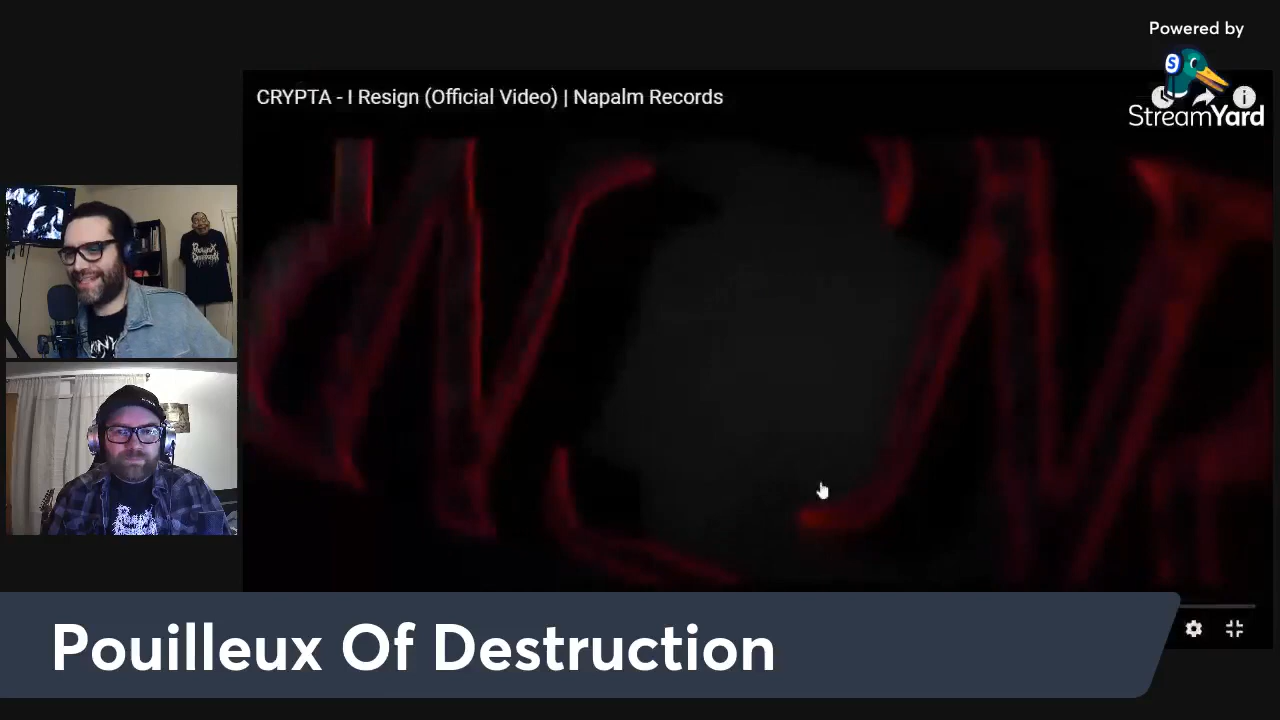 Powered by
StreamYard
CRYPTA - I Resign (Official Video) | Napalm Records
Pouilleux Of Destruction